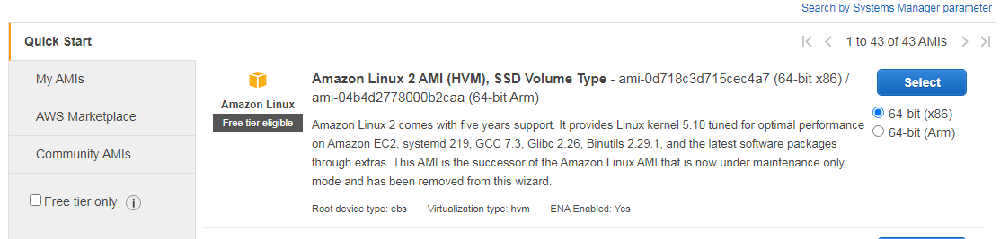 Search by Systems Manager parameter
Quick Start
1 to 43 of 43 AMIs
My AMIs
AWS Marketplace
Community AMIs
Free tier only
Amazon Linux
Free tier eligible
Amazon Linux 2 AMI (HVM), SSD Volume Type - ami-0d718c3d715cec4a7 (64-bit x86) /
ami-04b4d2778000b2caa (64-bit Arm)
Amazon Linux 2 comes with five years support. It provides Linux kernel 5.10 tuned for optimal performance
on Amazon EC2, systemd 219, GCC 7.3, Glibc 2.26, Binutils 2.29.1, and the latest software packages
through extras. This AMI is the successor of the Amazon Linux AMI that is now under maintenance only
mode and has been removed from this wizard.
Root device type: ebs Virtualization type: hvm ENA Enabled: Yes
Select
64-bit (x86)
64-bit (Arm)